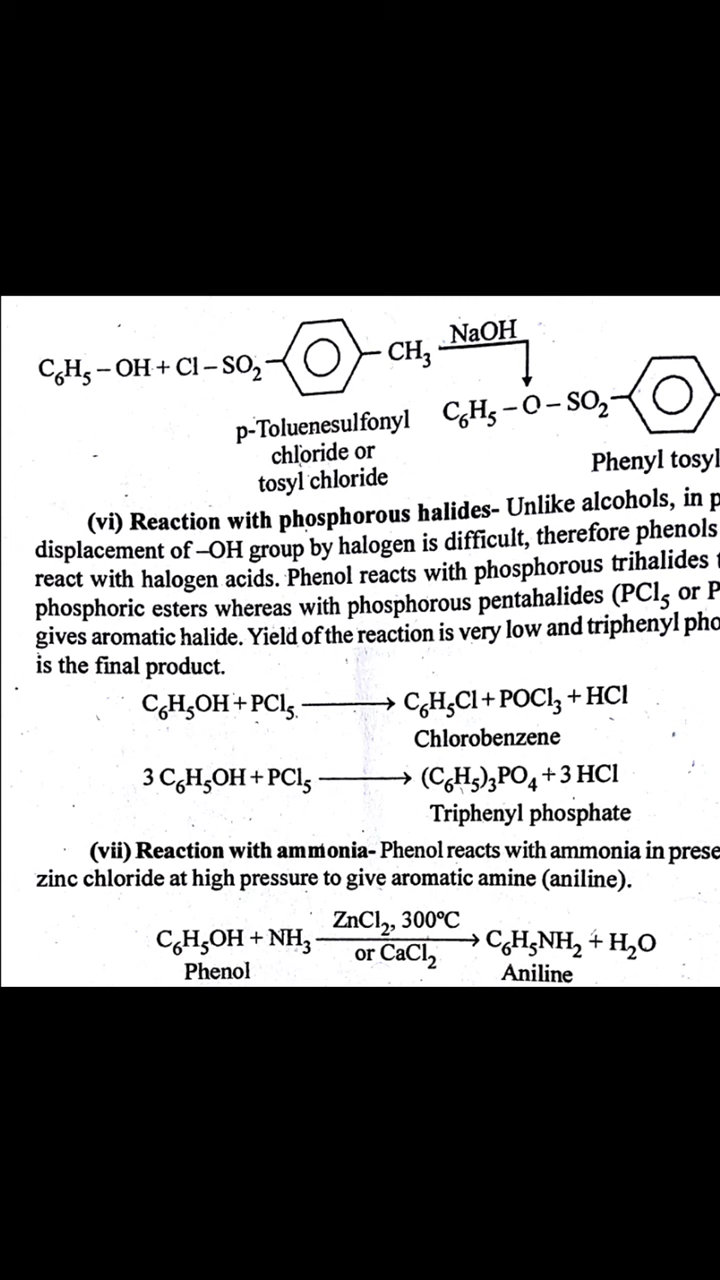 C₆H₅ – OH + Cl – SO₂ CH₃ NaOH
C₆H₅ – O – SO₂
p-Toluenesulfonyl
chloride or
tosyl chloride
Phenyl tosyl
(vi) Reaction with phosphorous halides- Unlike alcohols, in p
displacement of –OH group by halogen is difficult, therefore phenols
react with halogen acids. Phenol reacts with phosphorous trihalides t
phosphoric esters whereas with phosphorous pentahalides (PCl₅ or P
gives aromatic halide. Yield of the reaction is very low and triphenyl pho
is the final product.
C₆H₅OH + PCl₅ ⟶ C₆H₅Cl + POCl₃ + HCl
Chlorobenzene
3 C₆H₅OH + PCl₅ ⟶ (C₆H₅)₃PO₄ + 3 HCl
Triphenyl phosphate
(vii) Reaction with ammonia- Phenol reacts with ammonia in prese
zinc chloride at high pressure to give aromatic amine (aniline).
ZnCl₂, 300ºC
C₆H₅OH + NH₃ ⟶ C₆H₅NH₂ + H₂O
or CaCl₂
Phenol Aniline